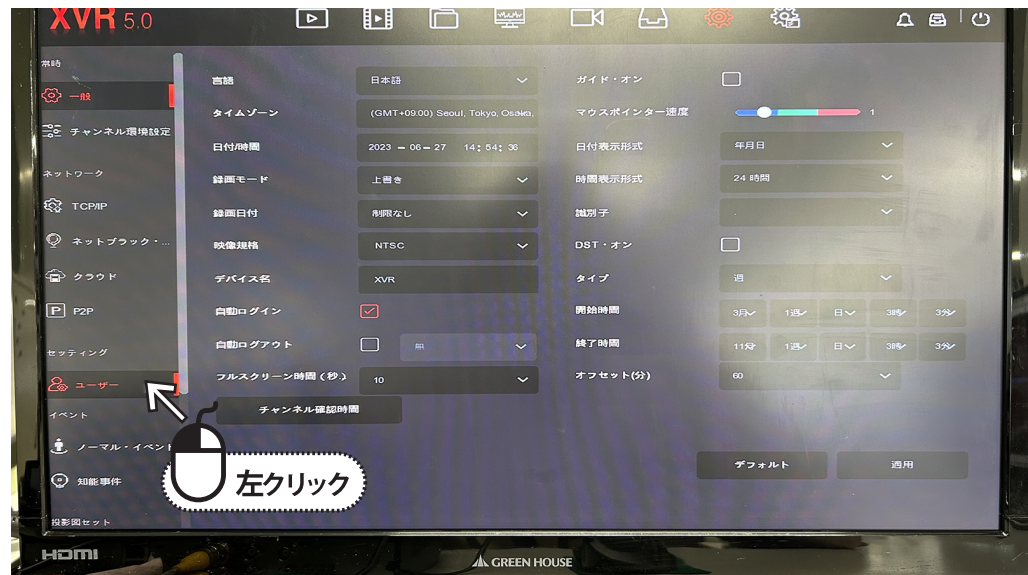 XVR 5.0
常時
一般
チャンネル環境設定
ネットワーク
TCP/IP
ネットブラック・...
クラウド
P P2P
セッティング
ユーザー
イベント
ノーマル・イベント
知能事件
投影図セット
言語 日本語
タイムゾーン (GMT+09:00) Seoul, Tokyo, Osaka,
日付/時間 2023 - 06 - 27 14: 54: 36
録画モード 上書き
録画日付 制限なし
映像規格 NTSC
デバイス名 XVR
自動ログイン
自動ログアウト 無
フルスクリーン時間 (秒.) 10
チャンネル確認時間
ガイド・オン
マウスポインター速度 1
日付表示形式 年月日
時間表示形式 24 時間
識別子 .
DST・オン
タイプ 週
開始時間 3月 1週 日 3時 3分
終了時間 11分 1週 日 3時 3分
オフセット(分) 60
デフォルト 適用
左クリック
HDMI
GREEN HOUSE